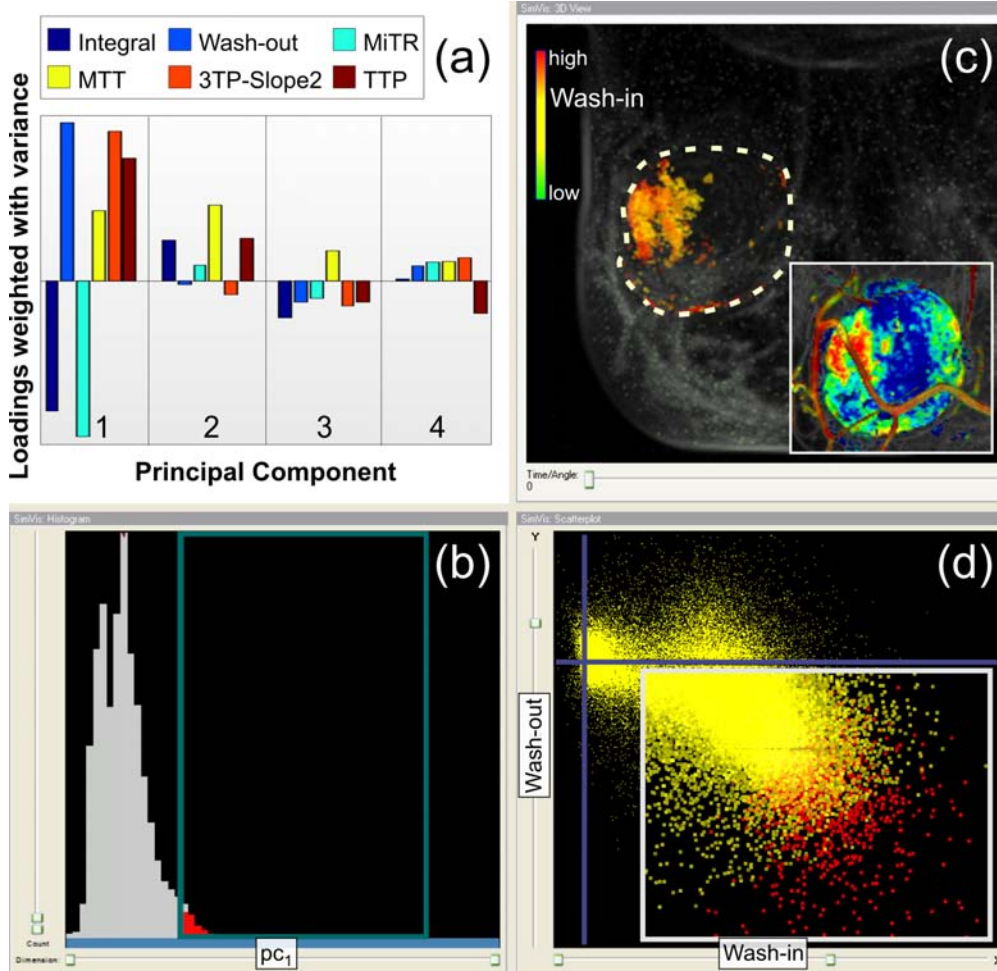 (a)
Integral
Wash-out
MiTR
MTT
3TP-Slope2
TTP
Loadings weighted with variance
1
2
3
4
Principal Component
SimVis: 3D View
(c)
high
Wash-in
low
Time/Angle:
0
SimVis: Histogram
(b)
Count
Dimension:
pc₁
SimVis: Scatterplot
(d)
Y
Wash-out
Wash-in
X